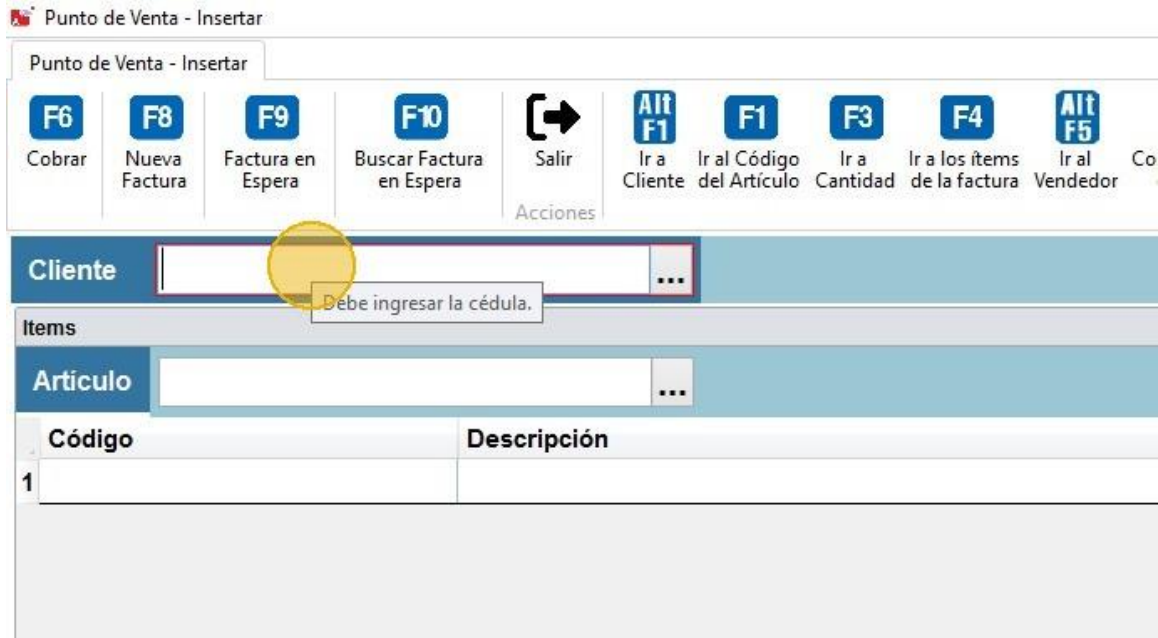 Punto de Venta - Insertar
Punto de Venta - Insertar
F6 F8 F9 F10 Alt F1 F1 F3 F4 Alt F5
Cobrar Nueva Factura en Buscar Factura Salir Ir a Ir al Código Ir a Ir a los ítems Ir al Co
Factura Espera en Espera Cliente del Artículo Cantidad de la factura Vendedor
Acciones
Cliente ...
Debe ingresar la cédula.
Items
Articulo ...
Código Descripción
1